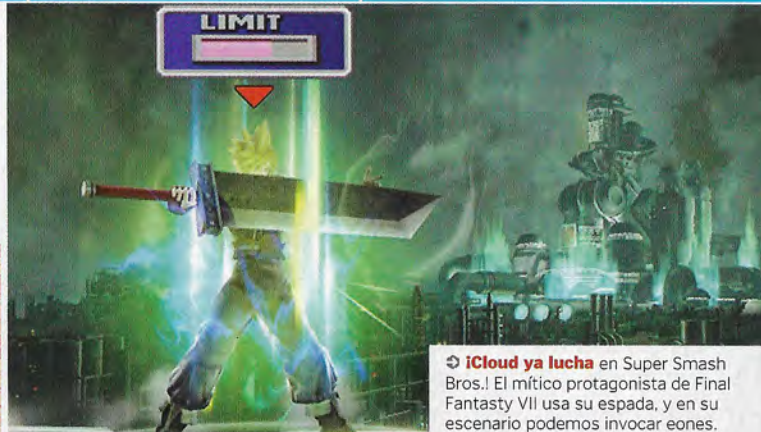 LIMIT
➲ ¡Cloud ya lucha en Super Smash
Bros.! El mítico protagonista de Final
Fantasty VII usa su espada, y en su
escenario podemos invocar eones.